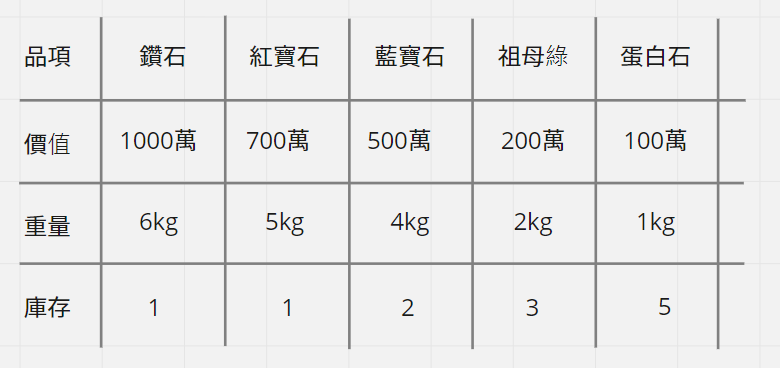 品項 鑽石 紅寶石 藍寶石 祖母綠 蛋白石
價值 1000萬 700萬 500萬 200萬 100萬
重量 6kg 5kg 4kg 2kg 1kg
庫存 1 1 2 3 5